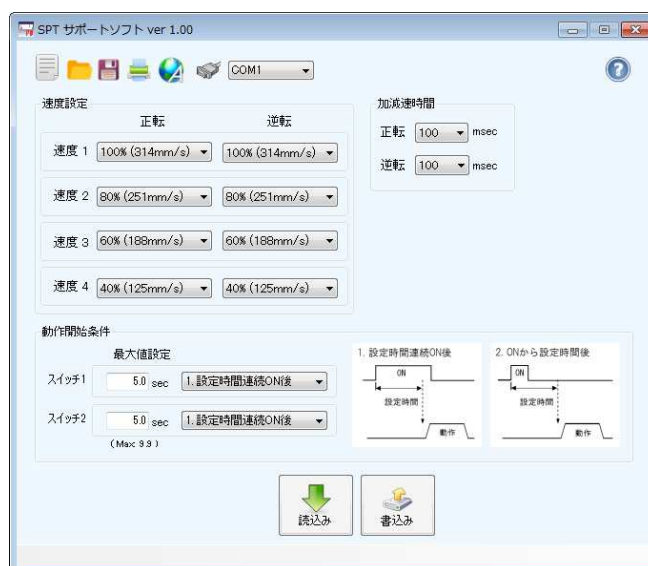 SPT サポートソフト ver 1.00
COM1
速度設定
正転 逆転
速度 1 100% (314mm/s) 100% (314mm/s)
速度 2 80% (251mm/s) 80% (251mm/s)
速度 3 60% (188mm/s) 60% (188mm/s)
速度 4 40% (125mm/s) 40% (125mm/s)
加減速時間
正転 100 msec
逆転 100 msec
動作開始条件
最大値設定
スイッチ1 5.0 sec 1.設定時間連続ON後
スイッチ2 5.0 sec 1.設定時間連続ON後
(Max: 9.9)
1. 設定時間連続ON後
ON
設定時間
動作
2. ONから設定時間後
ON
設定時間
動作
読込み
書込み